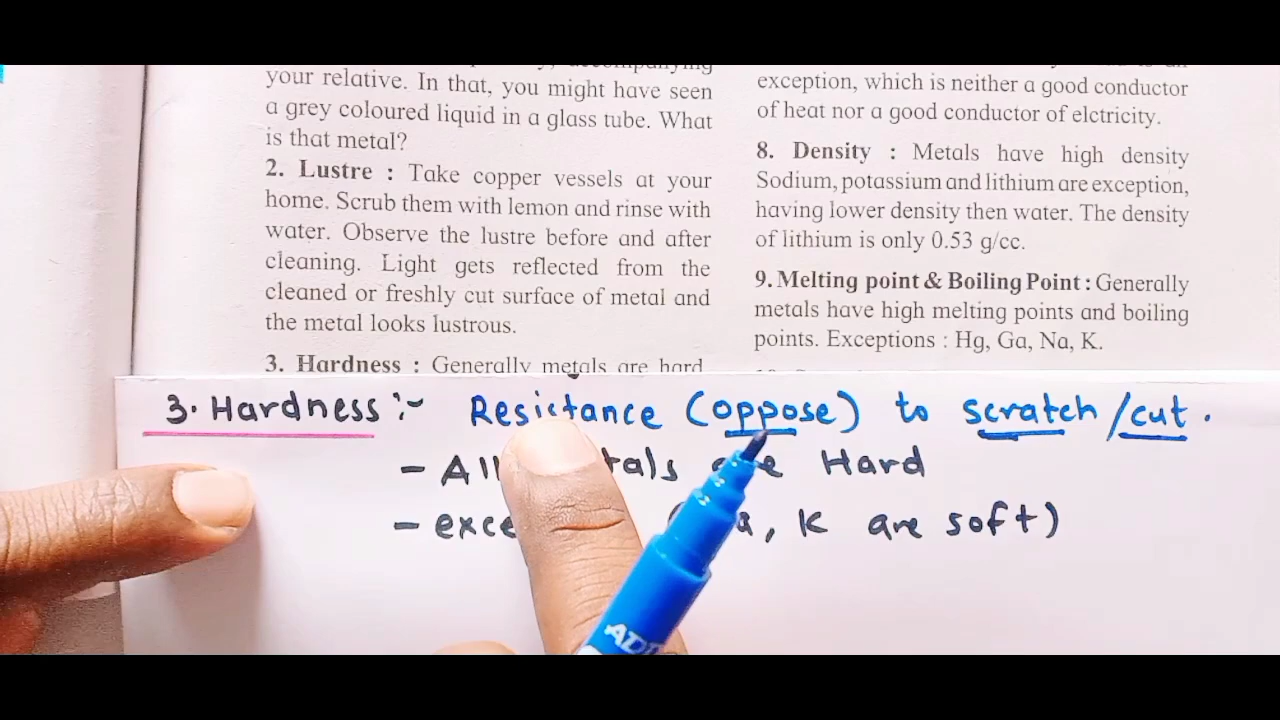 your relative. In that, you might have seen
a grey coloured liquid in a glass tube. What
is that metal?
2. Lustre : Take copper vessels at your
home. Scrub them with lemon and rinse with
water. Observe the lustre before and after
cleaning. Light gets reflected from the
cleaned or freshly cut surface of metal and
the metal looks lustrous.
3. Hardness : Generally metals are hard
exception, which is neither a good conductor
of heat nor a good conductor of elctricity.
8. Density : Metals have high density
Sodium, potassium and lithium are exception,
having lower density then water. The density
of lithium is only 0.53 g/cc.
9. Melting point & Boiling Point : Generally
metals have high melting points and boiling
points. Exceptions : Hg, Ga, Na, K.
3. Hardness :- Resistance (oppose) to scratch /cut.
- All Hard
- K are soft)